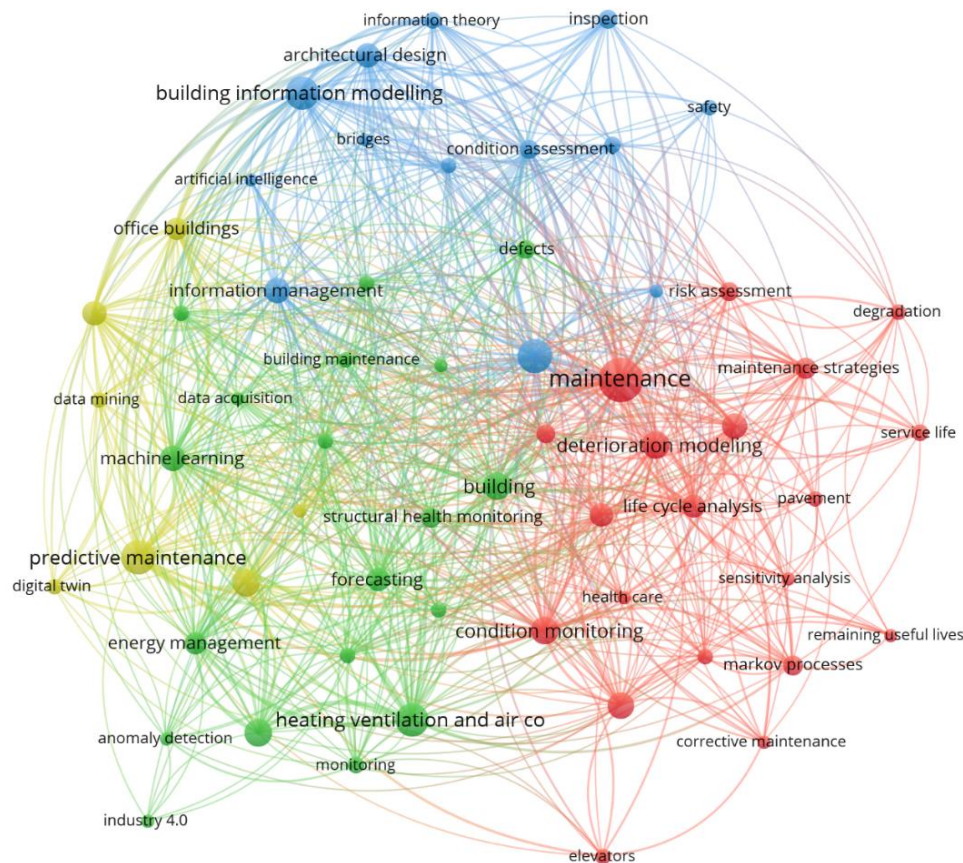 information theory
inspection
architectural design
building information modelling
safety
bridges
condition assessment
artificial intelligence
office buildings
defects
information management
risk assessment
degradation
building maintenance
maintenance strategies
maintenance
data mining
data acquisition
service life
deterioration modeling
machine learning
building
pavement
life cycle analysis
structural health monitoring
predictive maintenance
forecasting
sensitivity analysis
digital twin
health care
condition monitoring
remaining useful lives
energy management
markov processes
heating ventilation and air co
anomaly detection
corrective maintenance
monitoring
industry 4.0
elevators